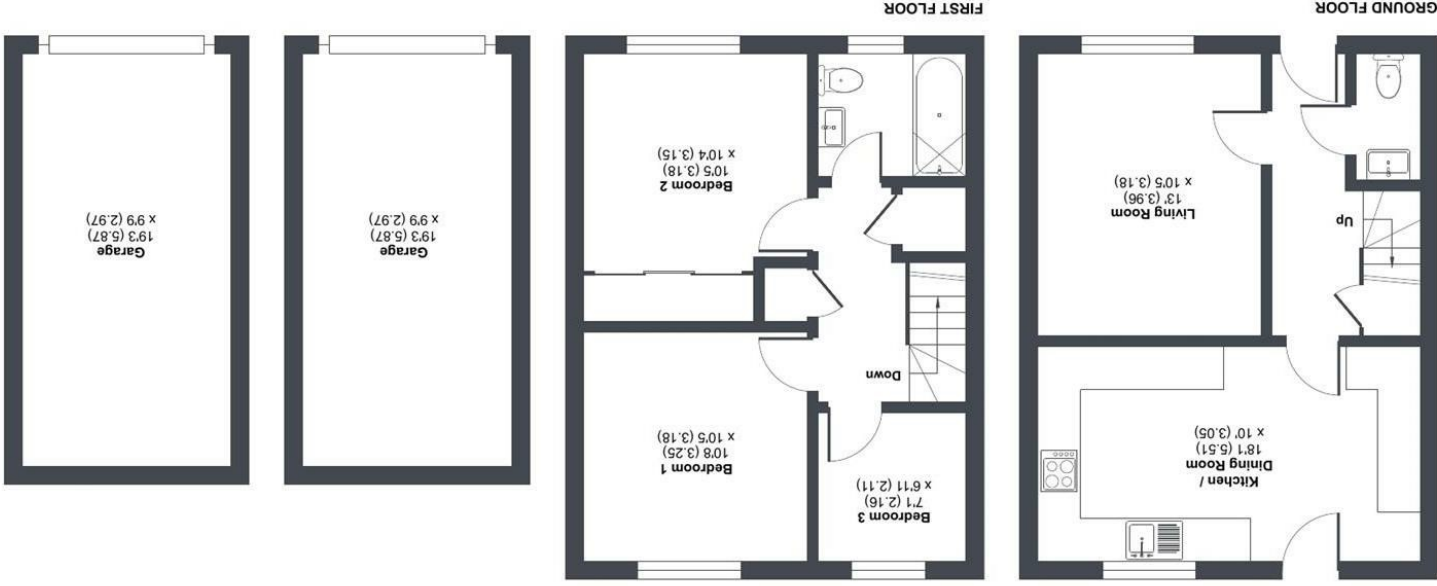 Kitchen /
Dining Room
18'1 (5.51)
x 10' (3.05)
Up
Living Room
13' (3.96)
x 10'5 (3.18)
GROUND FLOOR
Bedroom 3
7'1 (2.16)
x 6'11 (2.11)
Bedroom 1
10'8 (3.25)
x 10'5 (3.18)
Down
Bedroom 2
10'5 (3.18)
x 10'4 (3.15)
FIRST FLOOR
Garage
19'3 (5.87)
x 9'9 (2.97)
Garage
19'3 (5.87)
x 9'9 (2.97)